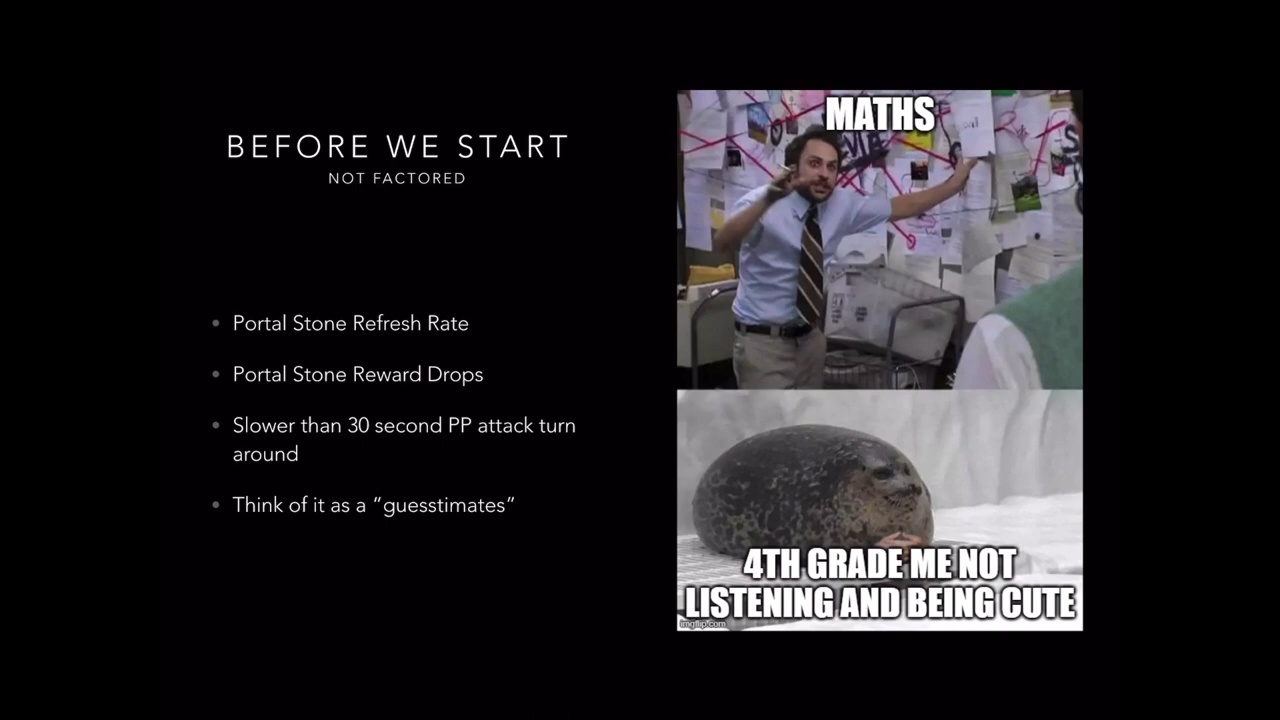 BEFORE WE START
NOT FACTORED
• Portal Stone Refresh Rate
• Portal Stone Reward Drops
• Slower than 30 second PP attack turn
around
• Think of it as a “guesstimates”
MATHS
4TH GRADE ME NOT
LISTENING AND BEING CUTE
imgflip.com